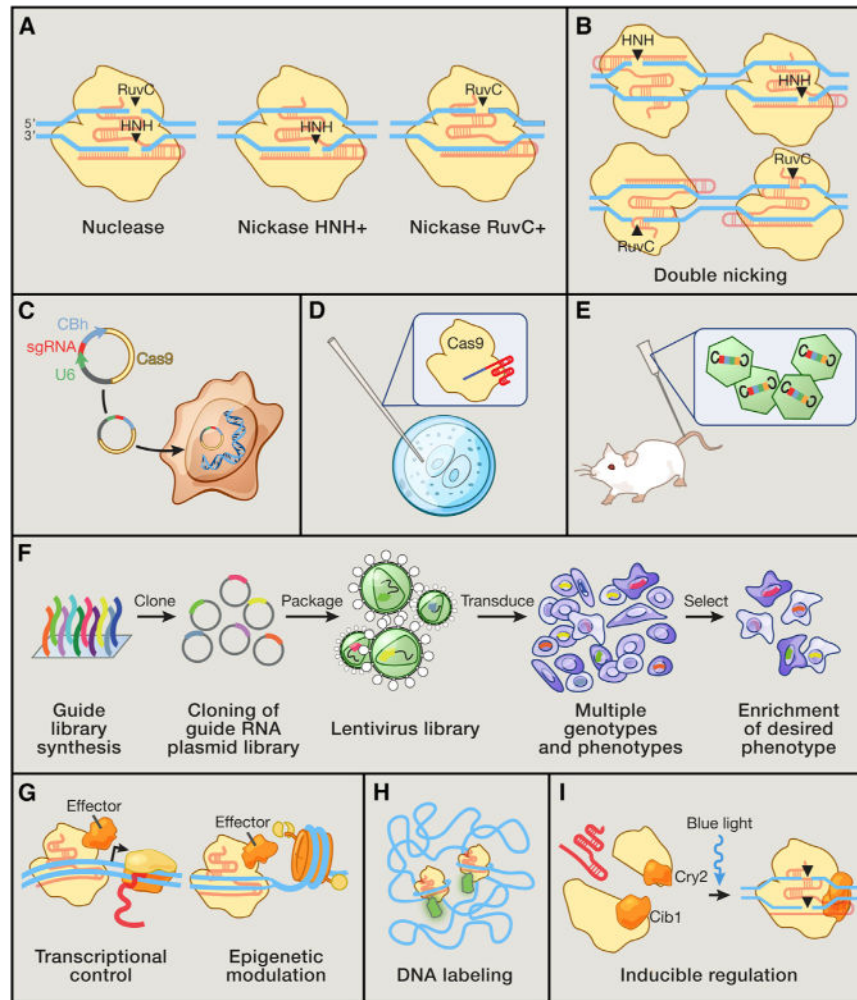 A
RuvC
HNH
5'
3'
HNH
RuvC
Nuclease
Nickase HNH+
Nickase RuvC+
B
HNH
HNH
RuvC
RuvC
Double nicking
C
CBh
sgRNA
Cas9
U6
D
Cas9
E
F
Clone
Package
Transduce
Select
Guide
library
synthesis
Cloning of
guide RNA
plasmid library
Lentivirus library
Multiple
genotypes
and phenotypes
Enrichment
of desired
phenotype
G
Effector
Effector
Transcriptional
control
Epigenetic
modulation
H
DNA labeling
I
Blue light
Cry2
Cib1
Inducible regulation